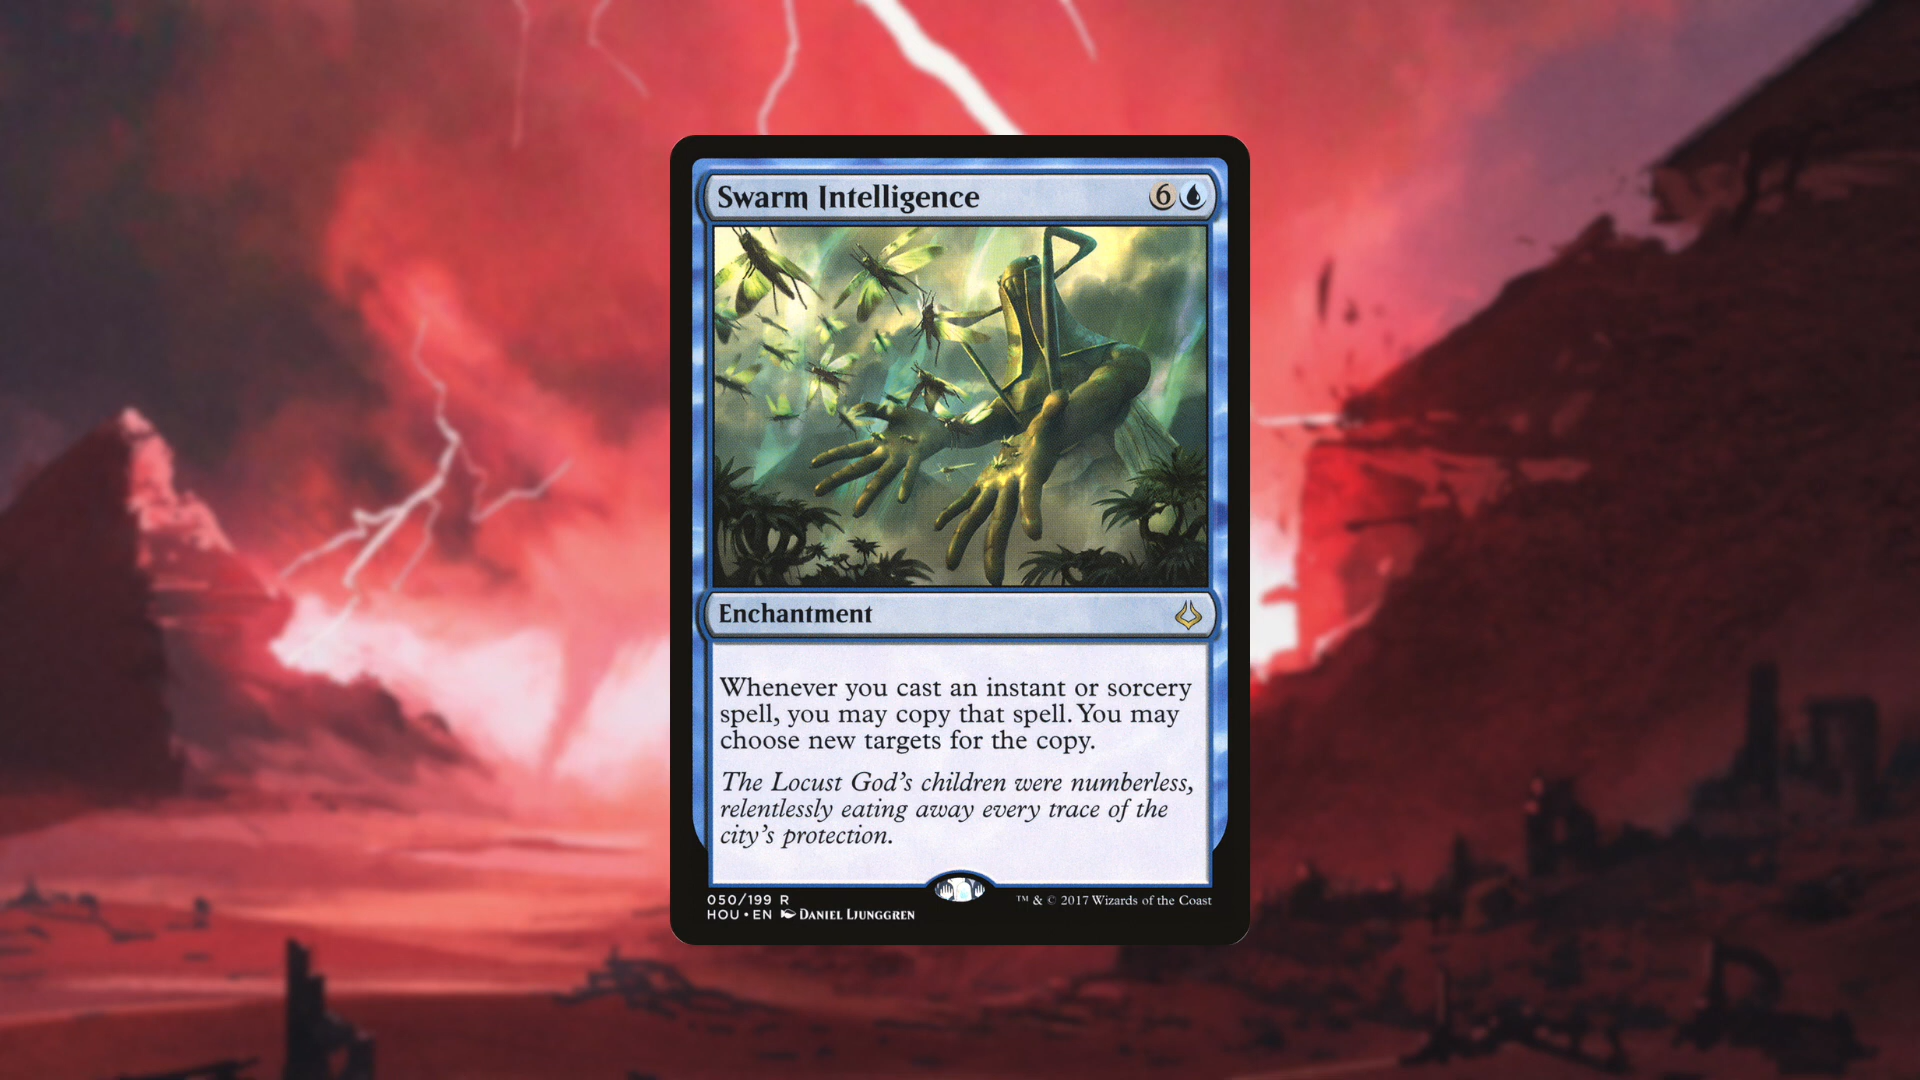 Swarm Intelligence 6
Enchantment
Whenever you cast an instant or sorcery
spell, you may copy that spell. You may
choose new targets for the copy.
The Locust God's children were numberless,
relentlessly eating away every trace of the
city's protection.
050/199 R
HOU • EN Daniel Ljunggren
™ & © 2017 Wizards of the Coast